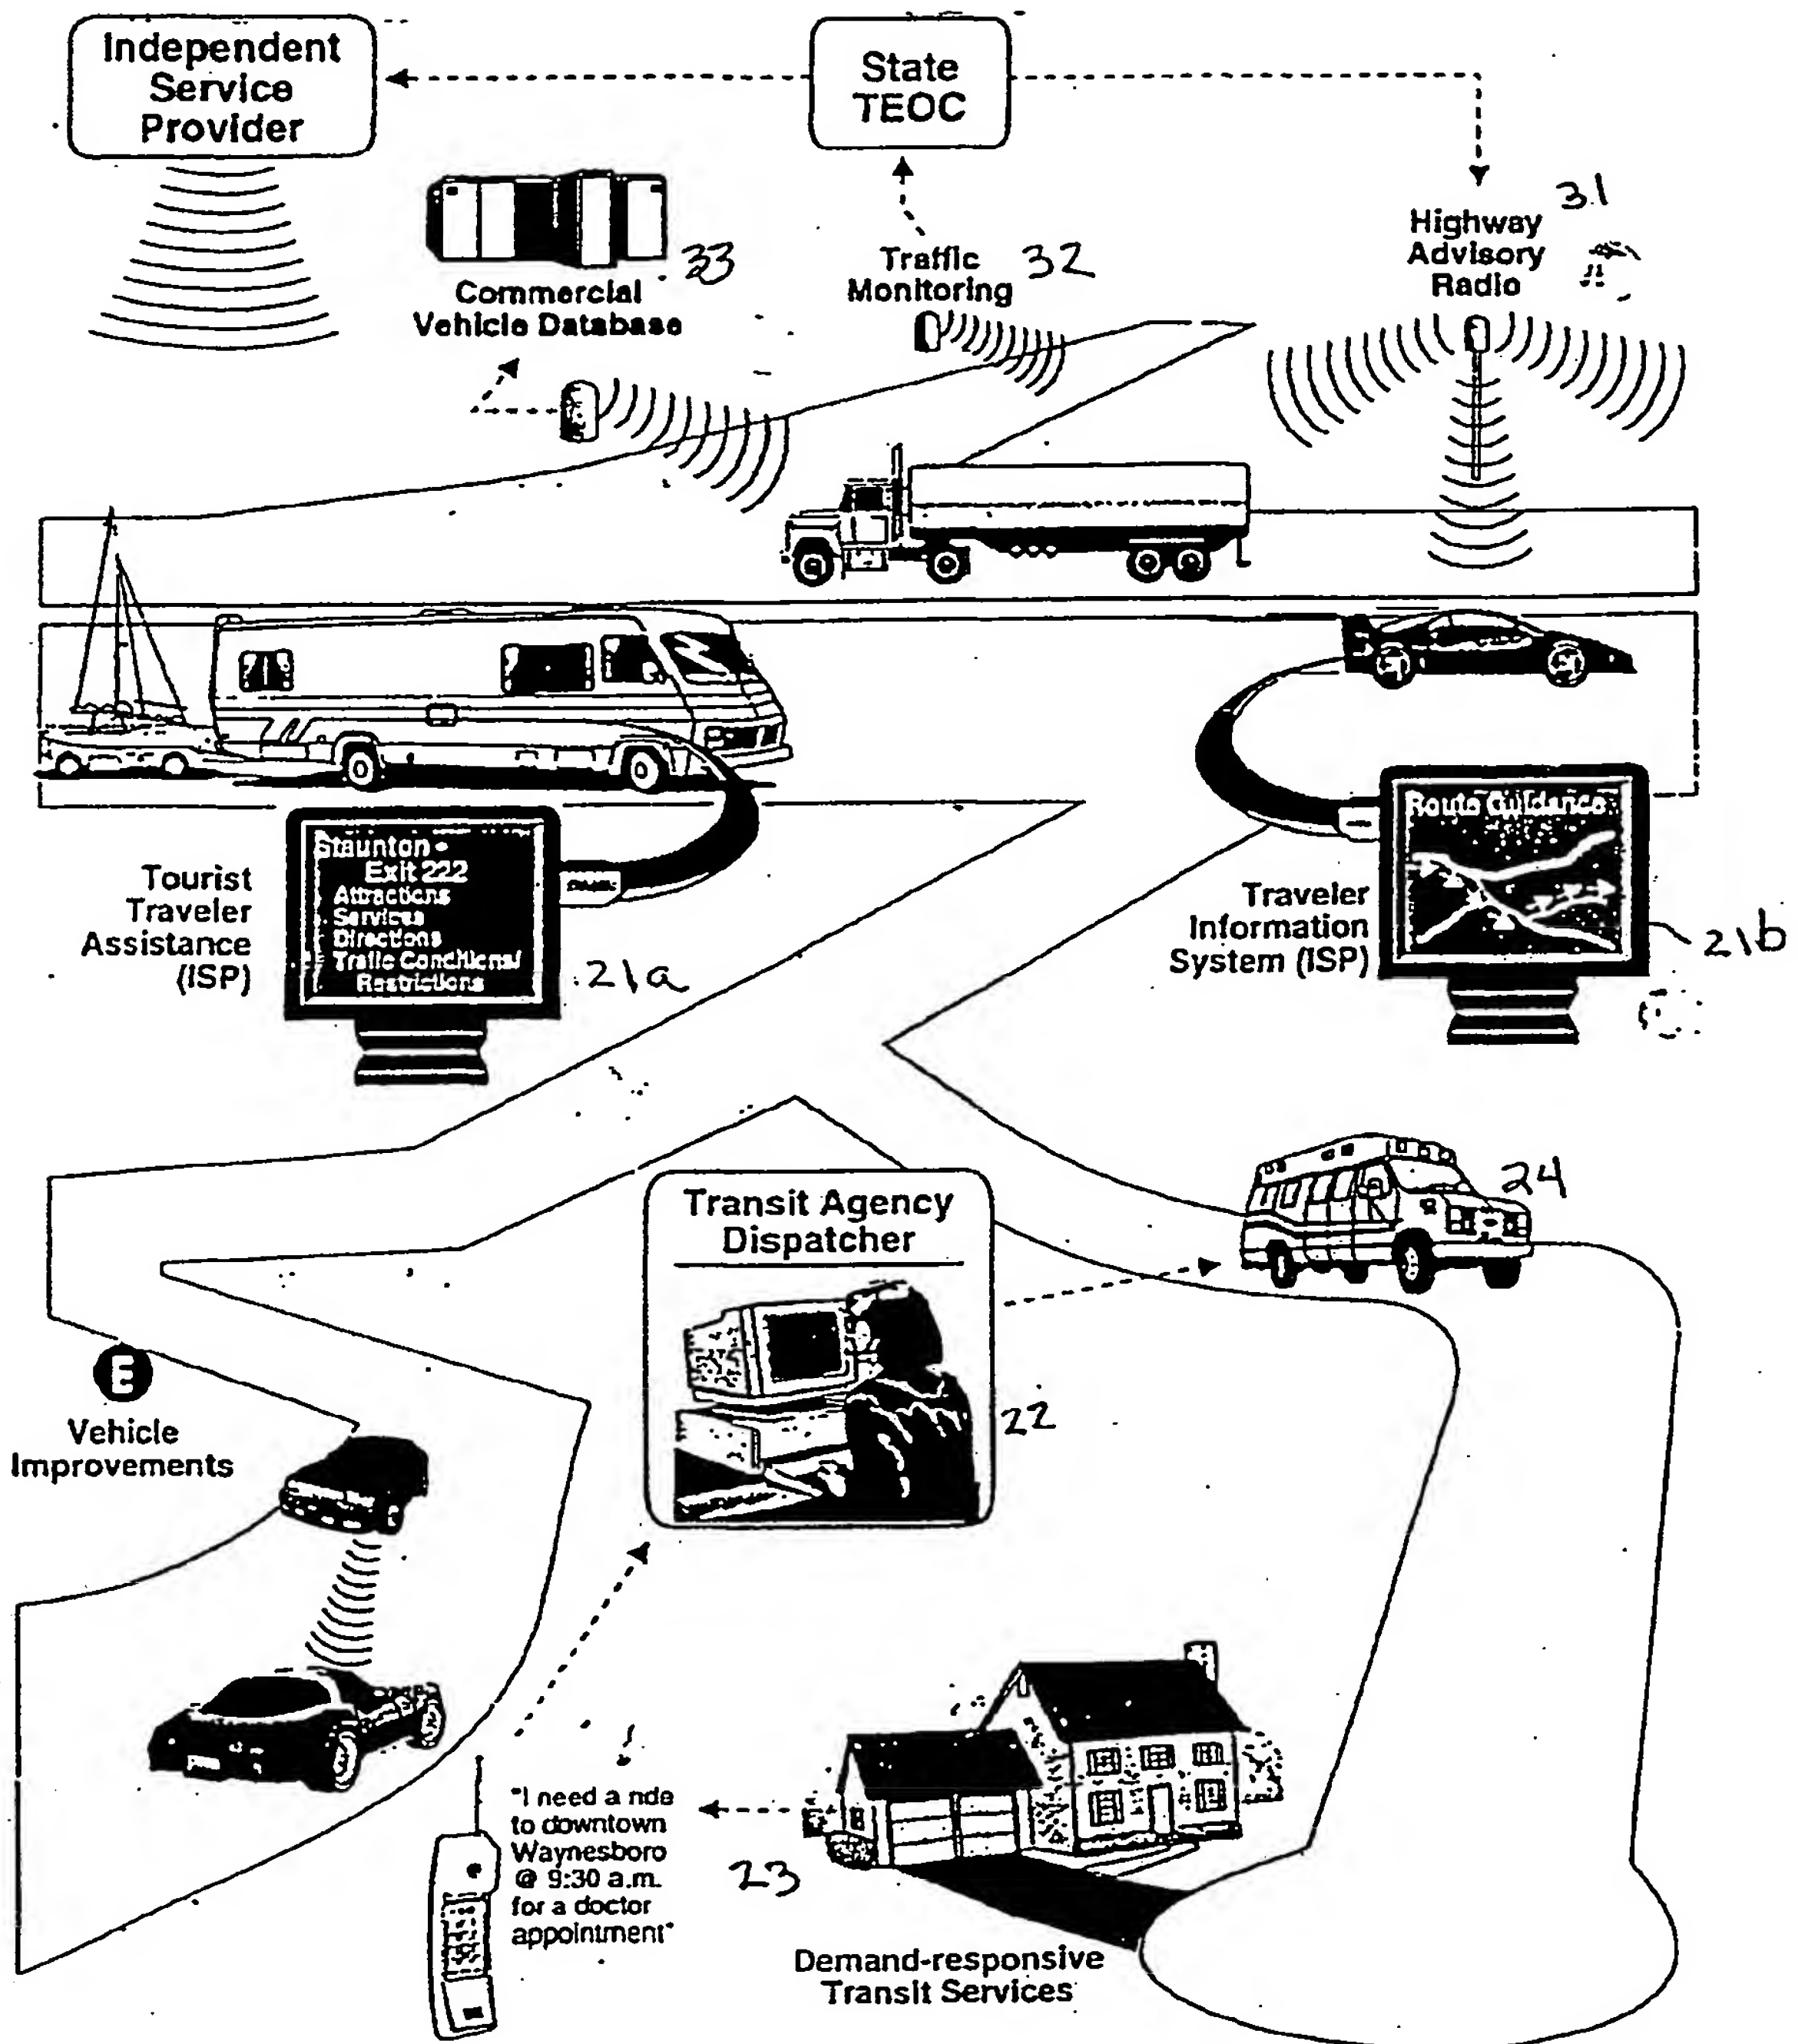 Independent
Service
Provider
State
TEOC
31
Highway
Advisory
Radio
33
Commercial
Vehicle Database
Traffic
Monitoring
32
Tourist
Traveler
Assistance
(ISP)
Staunton -
Exit 222
Attractions
Services
Directions
Traffic Conditions/
Restrictions
21a
Traveler
Information
System (ISP)
Route Guidance
21b
Transit Agency
Dispatcher
22
24
E
Vehicle
Improvements
"I need a ride
to downtown
Waynesboro
@ 9:30 a.m.
for a doctor
appointment"
23
Demand-responsive
Transit Services